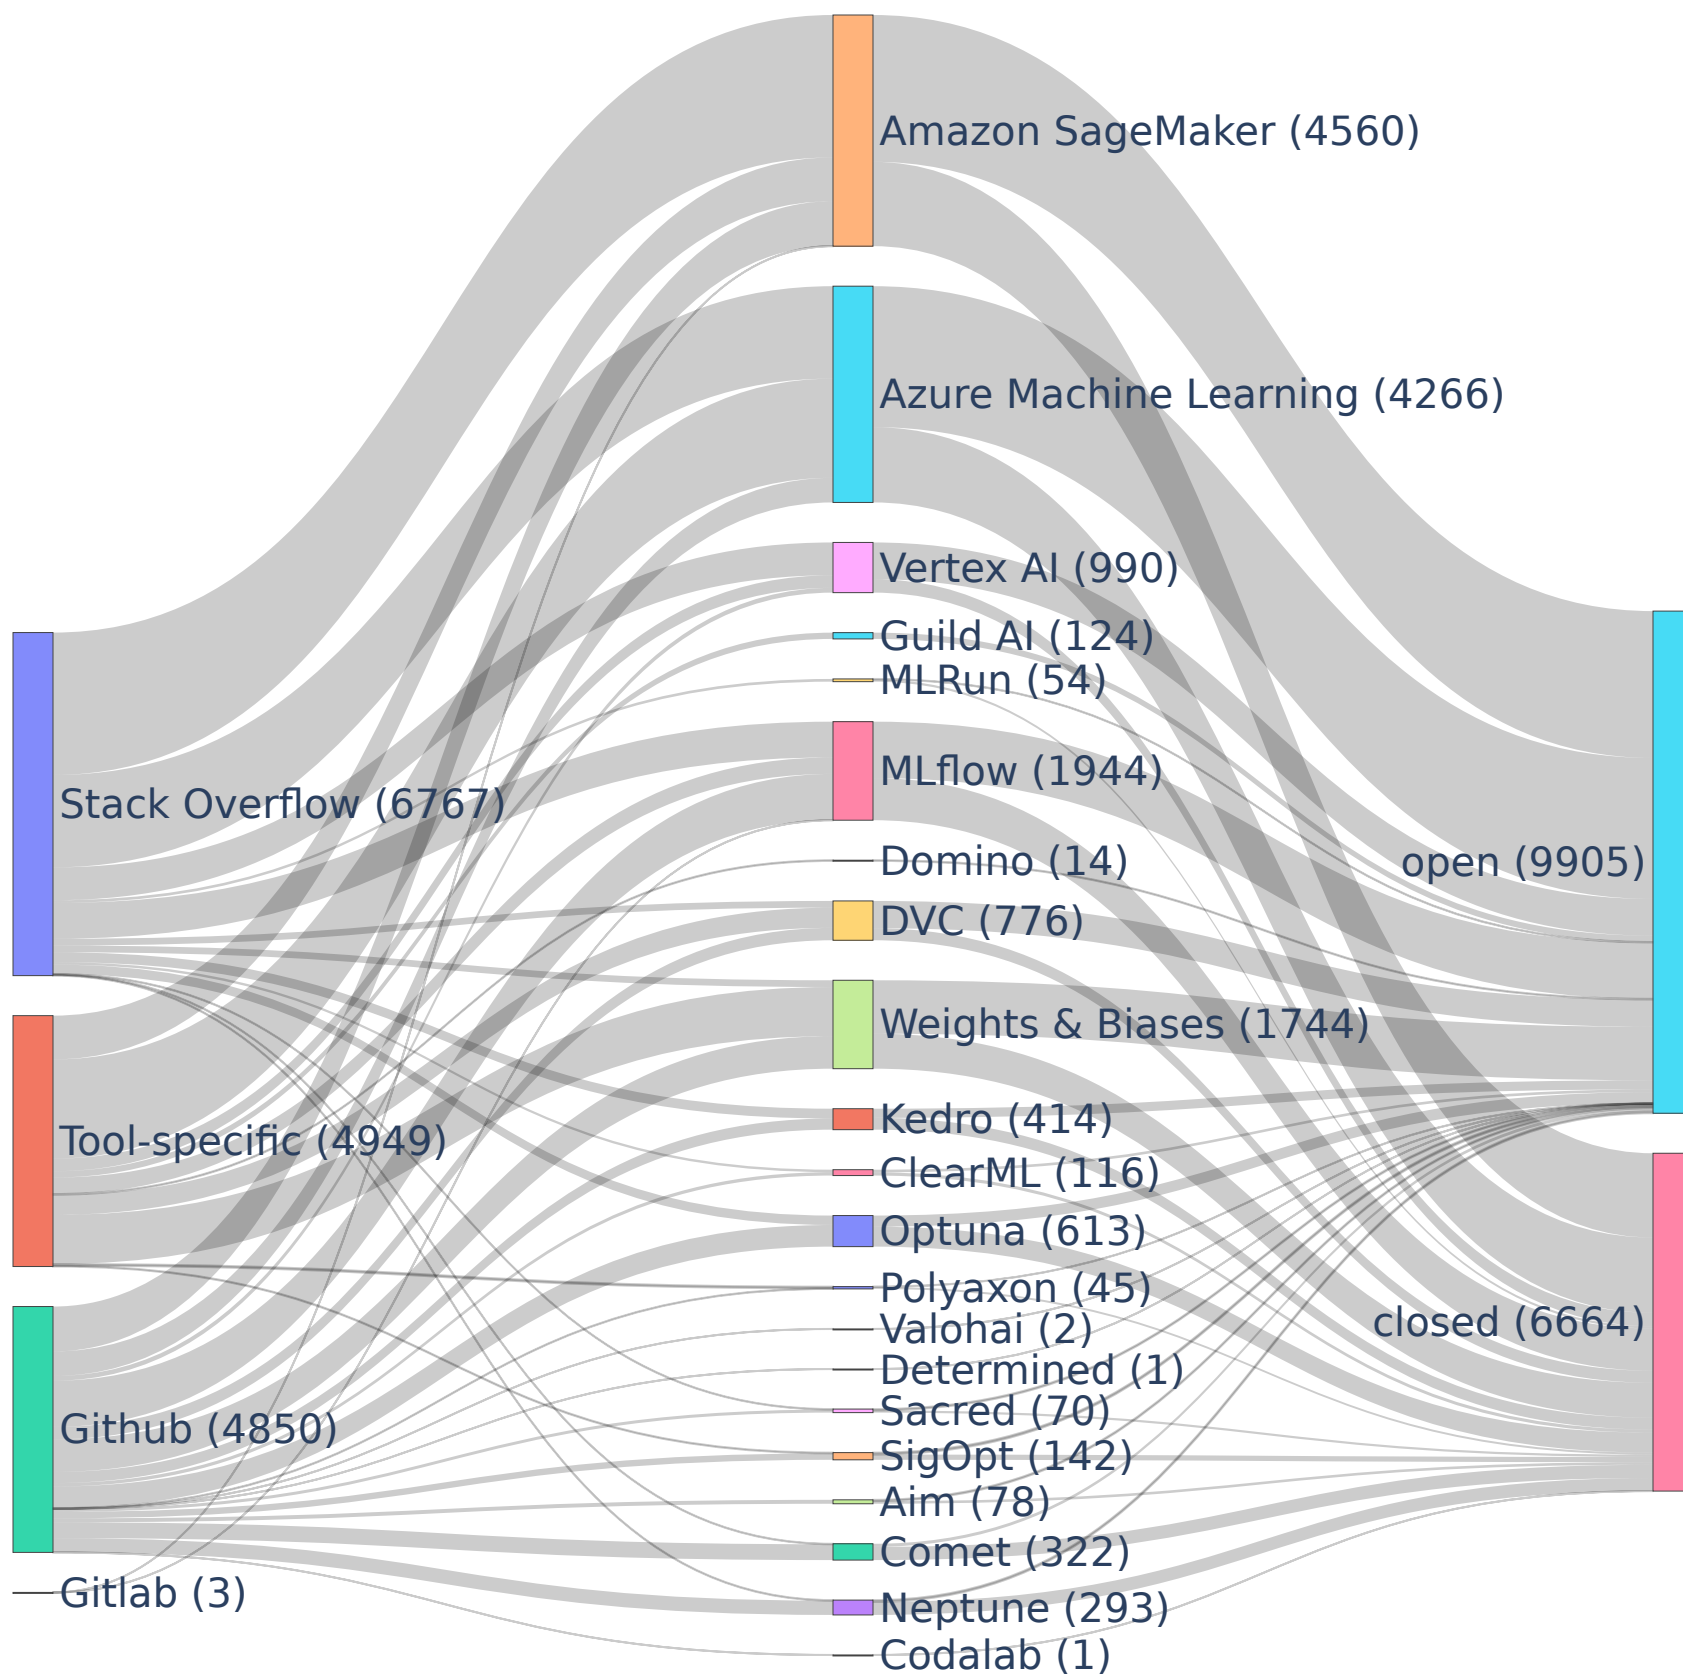 Amazon SageMaker (4560)
Azure Machine Learning (4266)
Vertex AI (990)
Guild AI (124)
MLRun (54)
MLflow (1944)
Stack Overflow (6767)
Domino (14)
open (9905)
DVC (776)
Weights & Biases (1744)
Kedro (414)
Tool-specific (4949)
ClearML (116)
Optuna (613)
Polyaxon (45)
closed (6664)
Valohai (2)
Determined (1)
Sacred (70)
Github (4850)
SigOpt (142)
Aim (78)
Comet (322)
Gitlab (3)
Neptune (293)
Codalab (1)